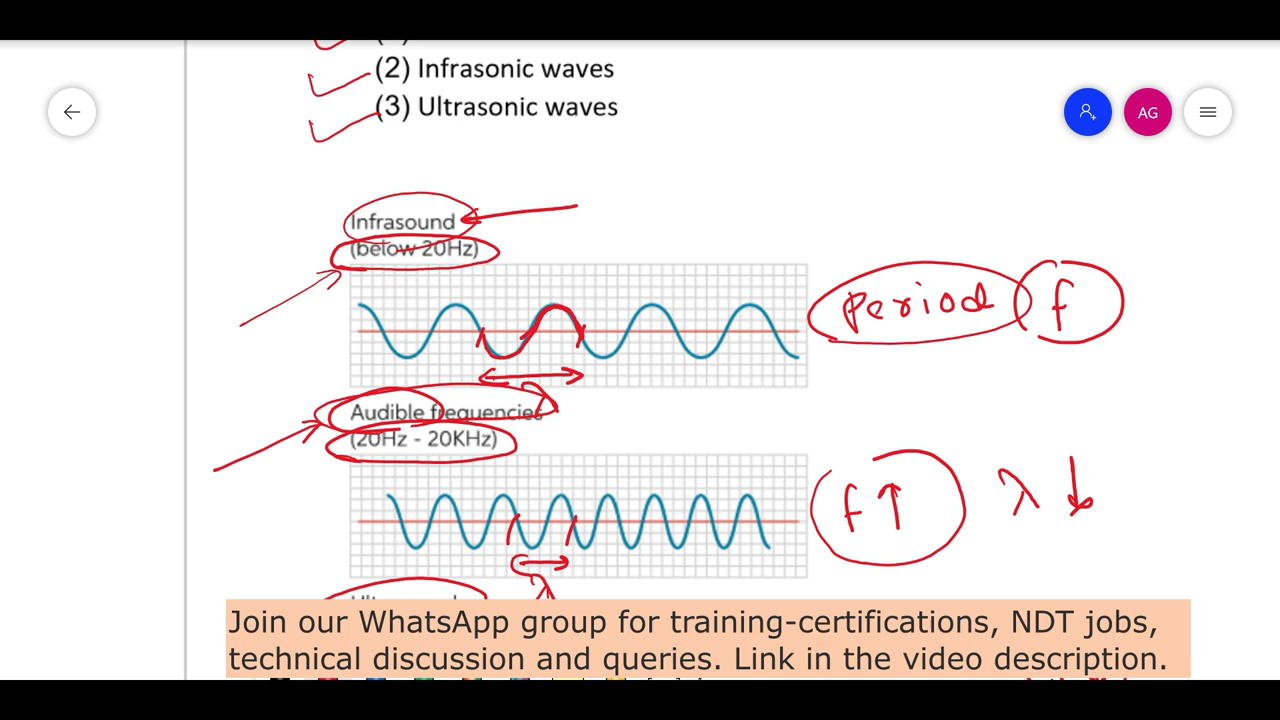 (2) Infrasonic waves
(3) Ultrasonic waves
AG
Infrasound
(below 20Hz)
Period f
λ
Audible frequencies
(20Hz - 20KHz)
f↑ λ↓
λ
Join our WhatsApp group for training-certifications, NDT jobs,
technical discussion and queries. Link in the video description.